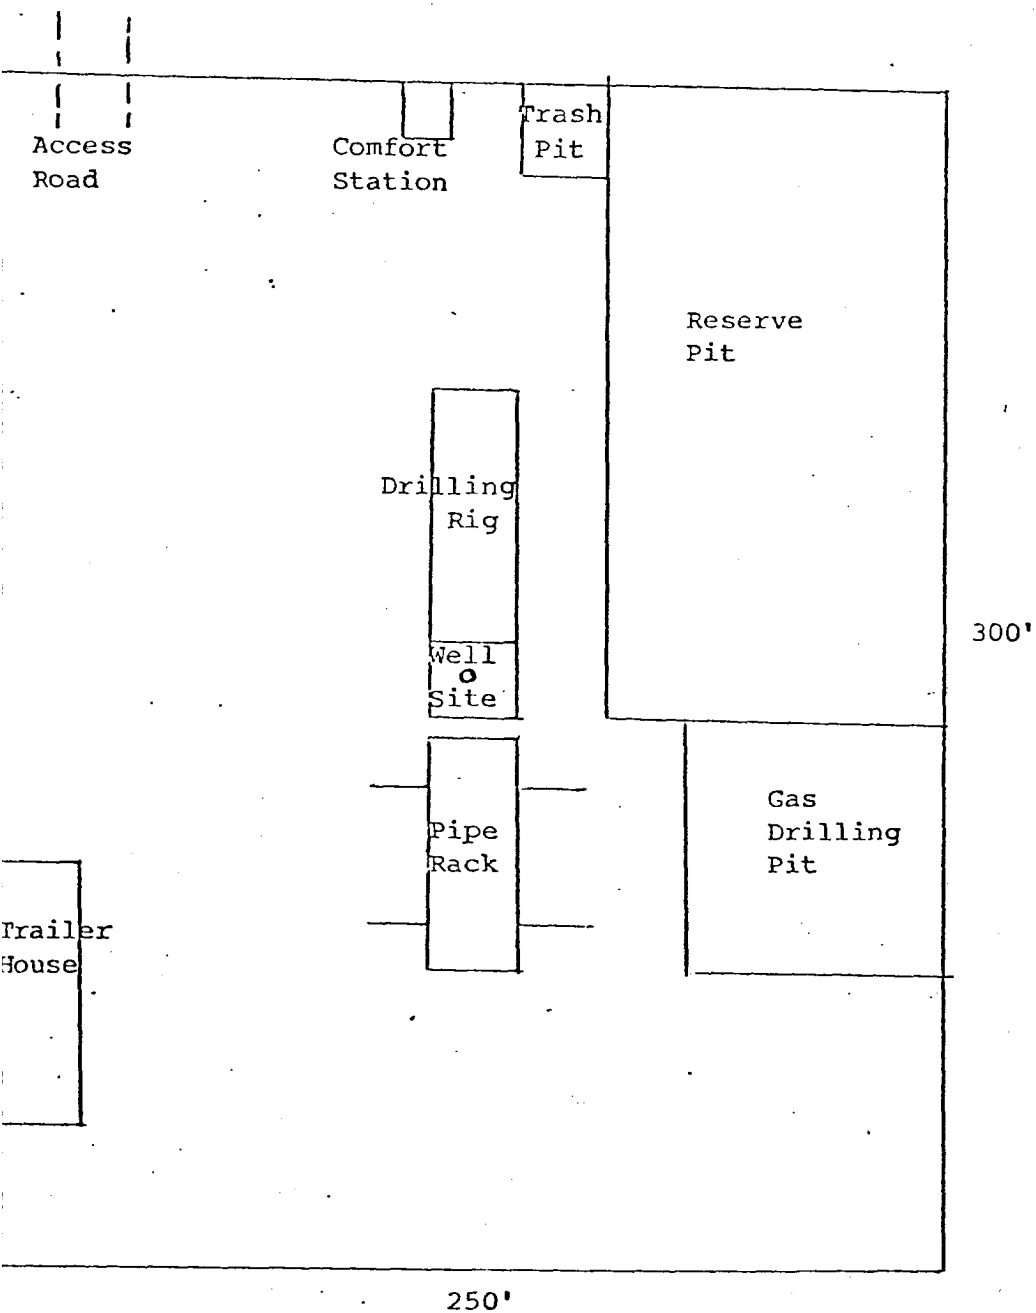 Access
Road
Comfort
Station
Trash
Pit
Reserve
Pit
Drilling
Rig
300'
Well
Site
Gas
Drilling
Pit
Pipe
Rack
Trailer
House
250'